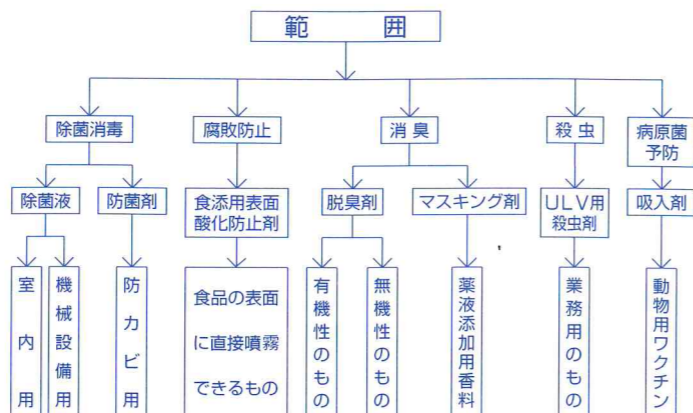 範囲
除菌消毒
腐敗防止
消臭
殺虫
病原菌
予防
除菌液
防菌剤
食添用表面
酸化防止剤
脱臭剤
マスキング剤
ULV用
殺虫剤
吸入剤
室内用
機械設備用
防カビ用
食品の表面
に直接噴霧
できるもの
有機性のもの
無機性のもの
薬液添加用香料
業務用のもの
動物用ワクチン